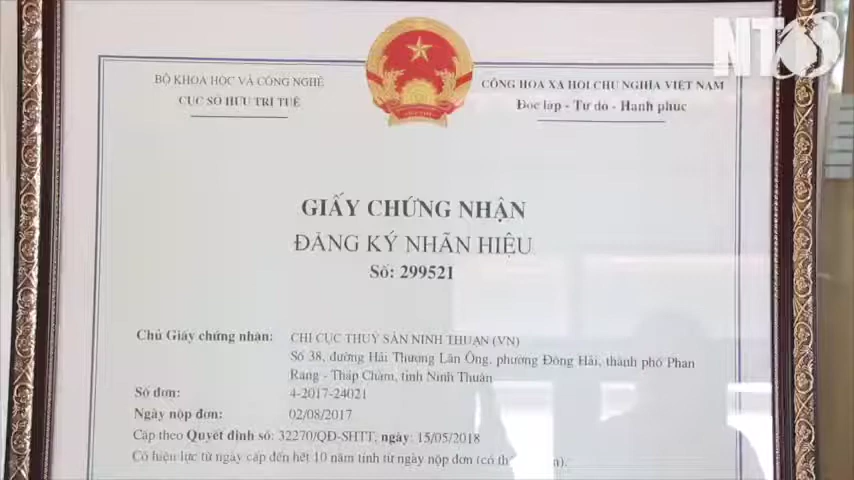 NTO
BỘ KHOA HỌC VÀ CÔNG NGHỆ
CỤC SỞ HỮU TRÍ TUỆ
CỘNG HOÀ XÃ HỘI CHỦ NGHĨA VIỆT NAM
Độc lập - Tự do - Hạnh phúc
GIẤY CHỨNG NHẬN
ĐĂNG KÝ NHÃN HIỆU
Số: 299521
Chủ Giấy chứng nhận: CHI CỤC THUỶ SẢN NINH THUẬN (VN)
Số 38, đường Hải Thượng Lãn Ông, phường Đông Hải, thành phố Phan
Rang - Tháp Chàm, tỉnh Ninh Thuận
Số đơn: 4-2017-24021
Ngày nộp đơn: 02/08/2017
Cấp theo Quyết định số: 32270/QĐ-SHTT, ngày: 15/05/2018
Có hiệu lực từ ngày cấp đến hết 10 năm tính từ ngày nộp đơn (có